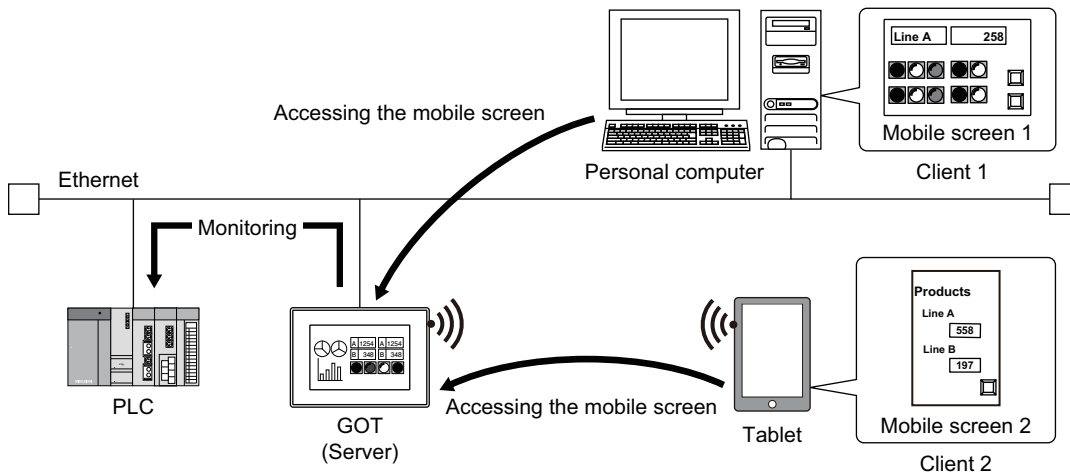 Line A 258
Mobile screen 1
Client 1
Accessing the mobile screen
Personal computer
Ethernet
Monitoring
PLC
A 1254 A 1254
B 348 B 348
GOT
(Server)
Accessing the mobile screen
Tablet
Products
Line A
558
Line B
197
Mobile screen 2
Client 2